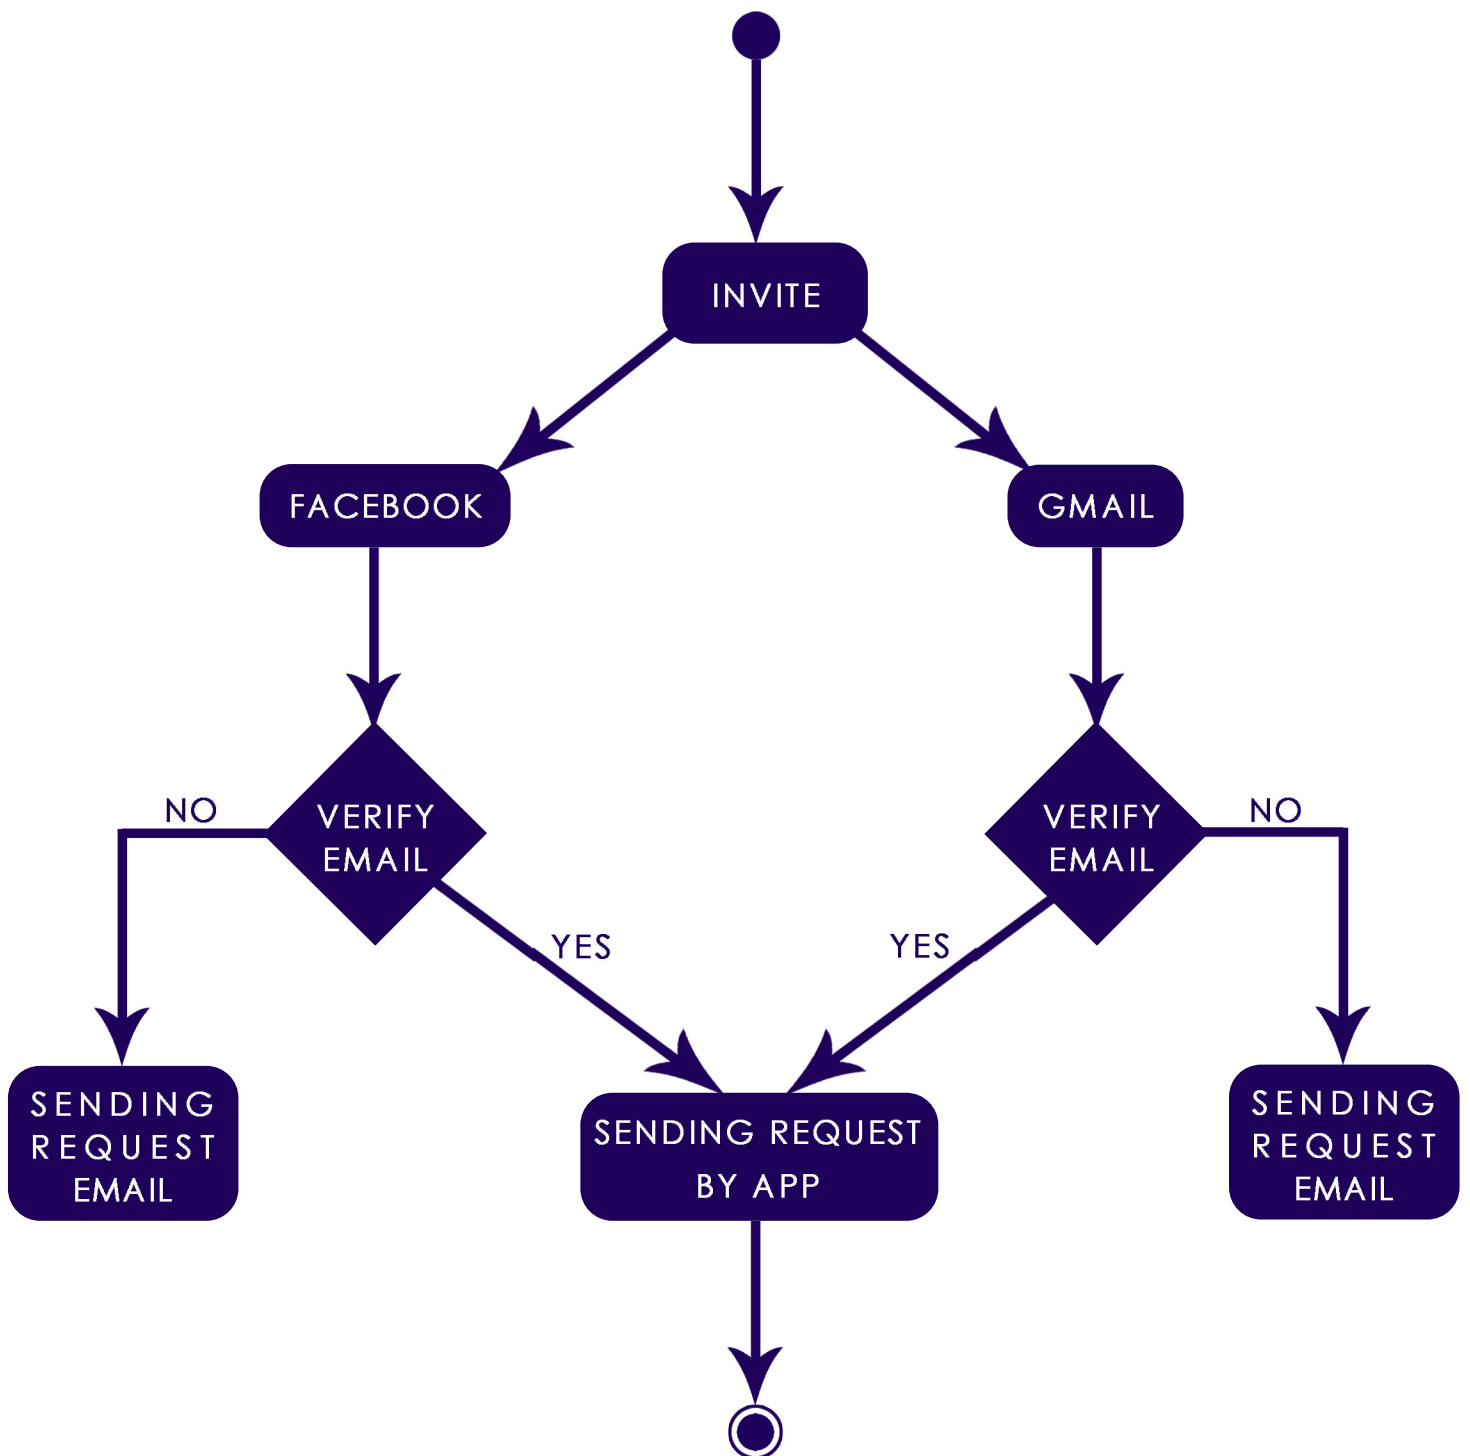 INVITE
FACEBOOK
GMAIL
VERIFY
EMAIL
NO
YES
VERIFY
EMAIL
NO
YES
SENDING
REQUEST
EMAIL
SENDING REQUEST
BY APP
SENDING
REQUEST
EMAIL